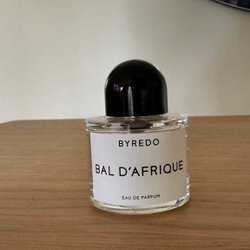 BYREDO
BAL D'AFRIQUE
EAU DE PARFUM